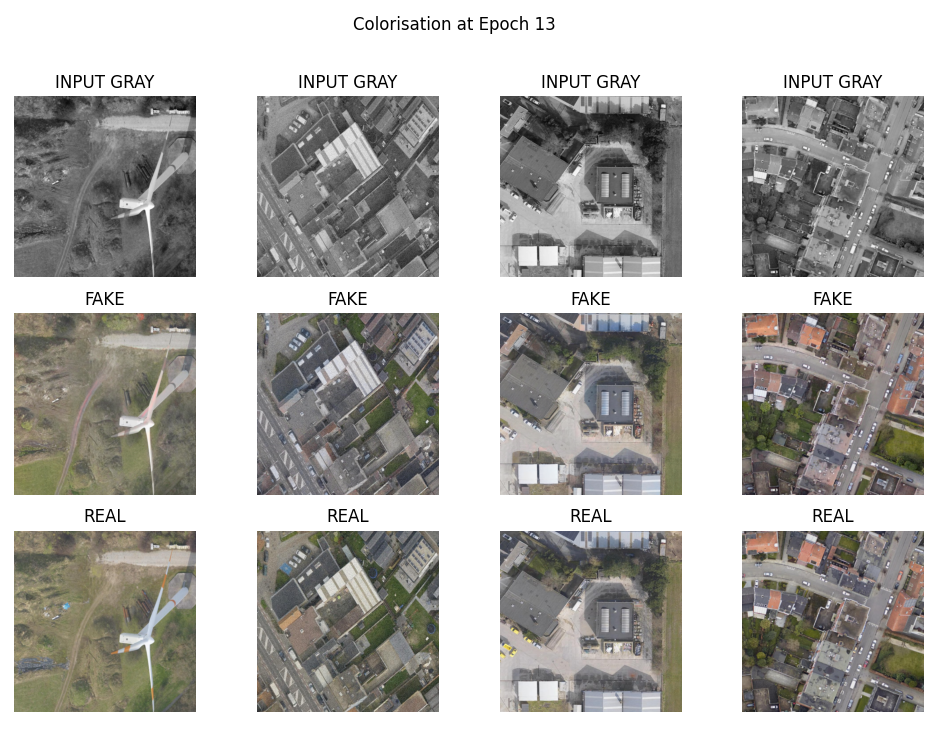 Colorisation at Epoch 13
INPUT GRAY INPUT GRAY INPUT GRAY INPUT GRAY
FAKE FAKE FAKE FAKE
REAL REAL REAL REAL